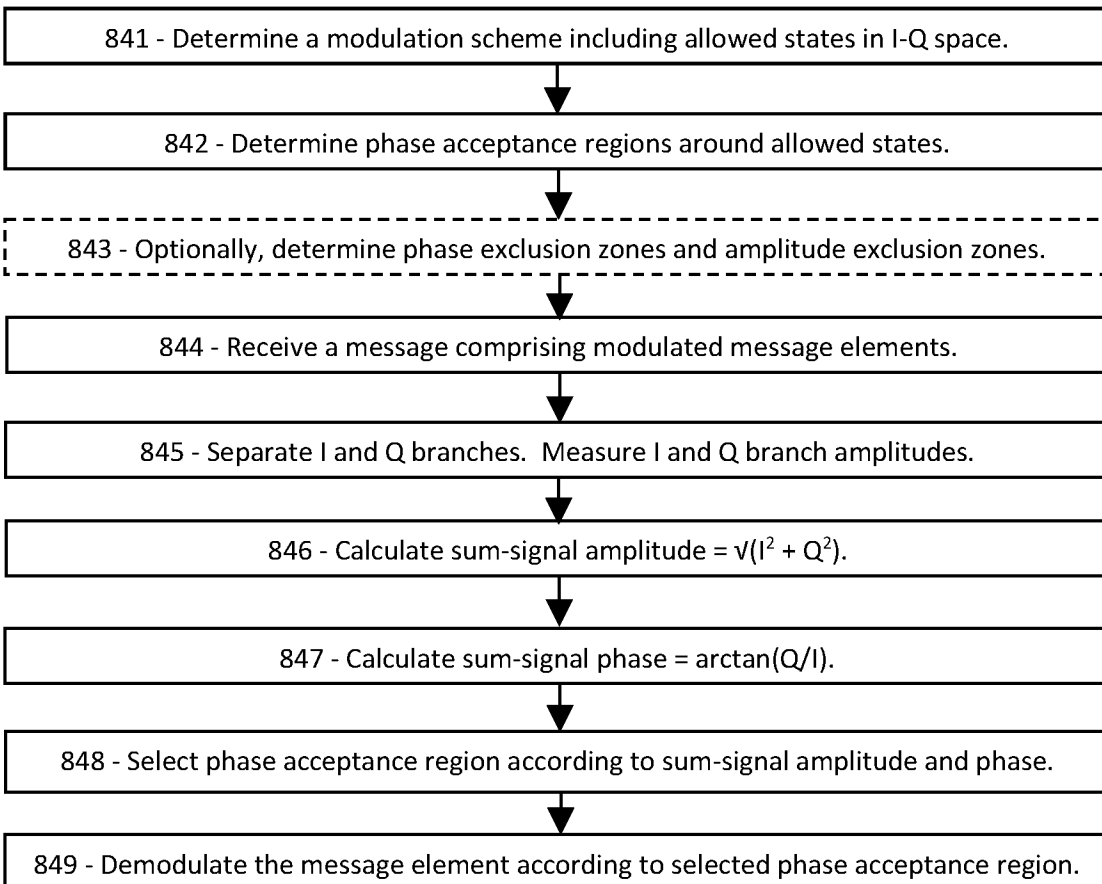 841 - Determine a modulation scheme including allowed states in I-Q space.
842 - Determine phase acceptance regions around allowed states.
843 - Optionally, determine phase exclusion zones and amplitude exclusion zones.
844 - Receive a message comprising modulated message elements.
845 - Separate I and Q branches.  Measure I and Q branch amplitudes.
846 - Calculate sum-signal amplitude = √(I² + Q²).
847 - Calculate sum-signal phase = arctan(Q/I).
848 - Select phase acceptance region according to sum-signal amplitude and phase.
849 - Demodulate the message element according to selected phase acceptance region.